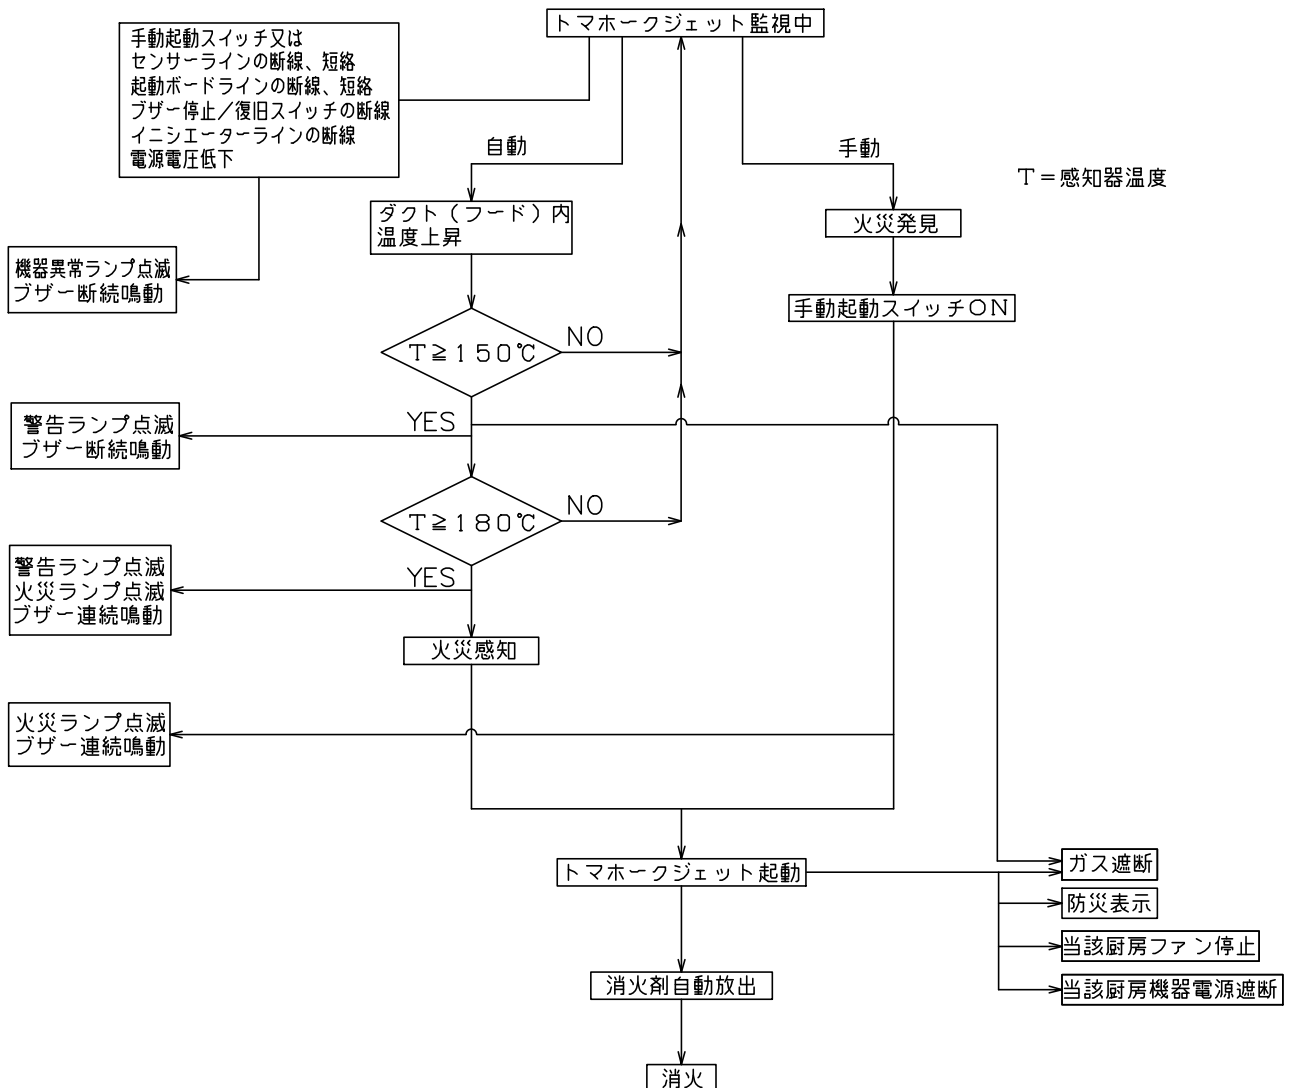 トマホークジェット監視中
手動起動スイッチ又は
センサーラインの断線、短絡
起動ボードラインの断線、短絡
ブザー停止／復旧スイッチの断線
イニシエーターラインの断線
電源電圧低下
自動
手動
T＝感知器温度
ダクト（フード）内
温度上昇
火災発見
機器異常ランプ点滅
ブザー断続鳴動
手動起動スイッチON
T≧150℃
NO
YES
警告ランプ点滅
ブザー断続鳴動
T≧180℃
NO
YES
警告ランプ点滅
火災ランプ点滅
ブザー連続鳴動
火災感知
火災ランプ点滅
ブザー連続鳴動
トマホークジェット起動
ガス遮断
防災表示
当該厨房ファン停止
当該厨房機器電源遮断
消火剤自動放出
消火